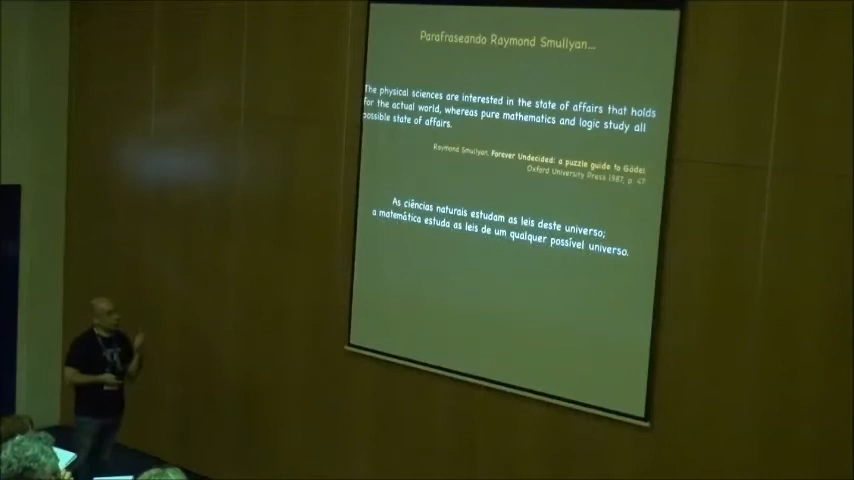 Parafraseando Raymond Smullyan...
The physical sciences are interested in the state of affairs that holds
for the actual world, whereas pure mathematics and logic study all
possible state of affairs.
Raymond Smullyan, Forever Undecided: a puzzle guide to Gödel
Oxford University Press 1987, p. 47
As ciências naturais estudam as leis deste universo;
a matemática estuda as leis de um qualquer possível universo.